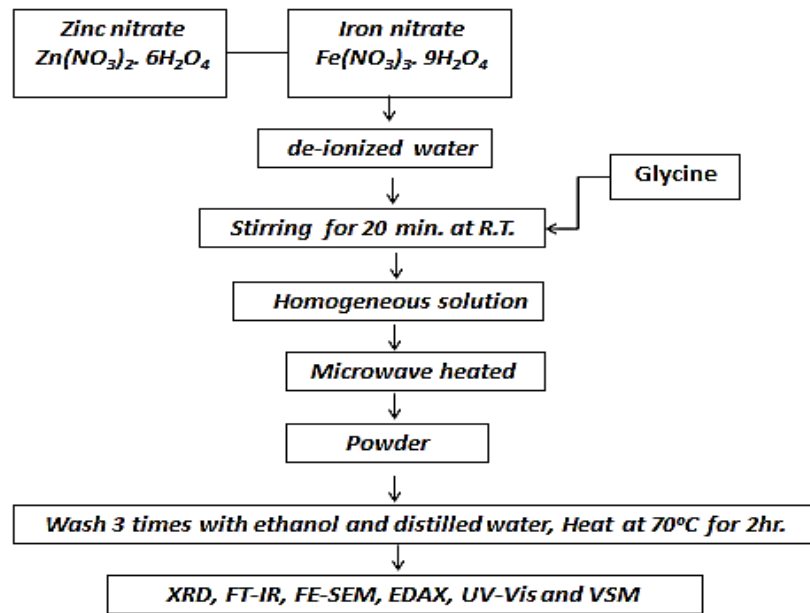 Zinc nitrate
Zn(NO₃)₂. 6H₂O₄
Iron nitrate
Fe(NO₃)₃. 9H₂O₄
de-ionized water
Glycine
Stirring for 20 min. at R.T.
Homogeneous solution
Microwave heated
Powder
Wash 3 times with ethanol and distilled water, Heat at 70⁰C for 2hr.
XRD, FT-IR, FE-SEM, EDAX, UV-Vis and VSM